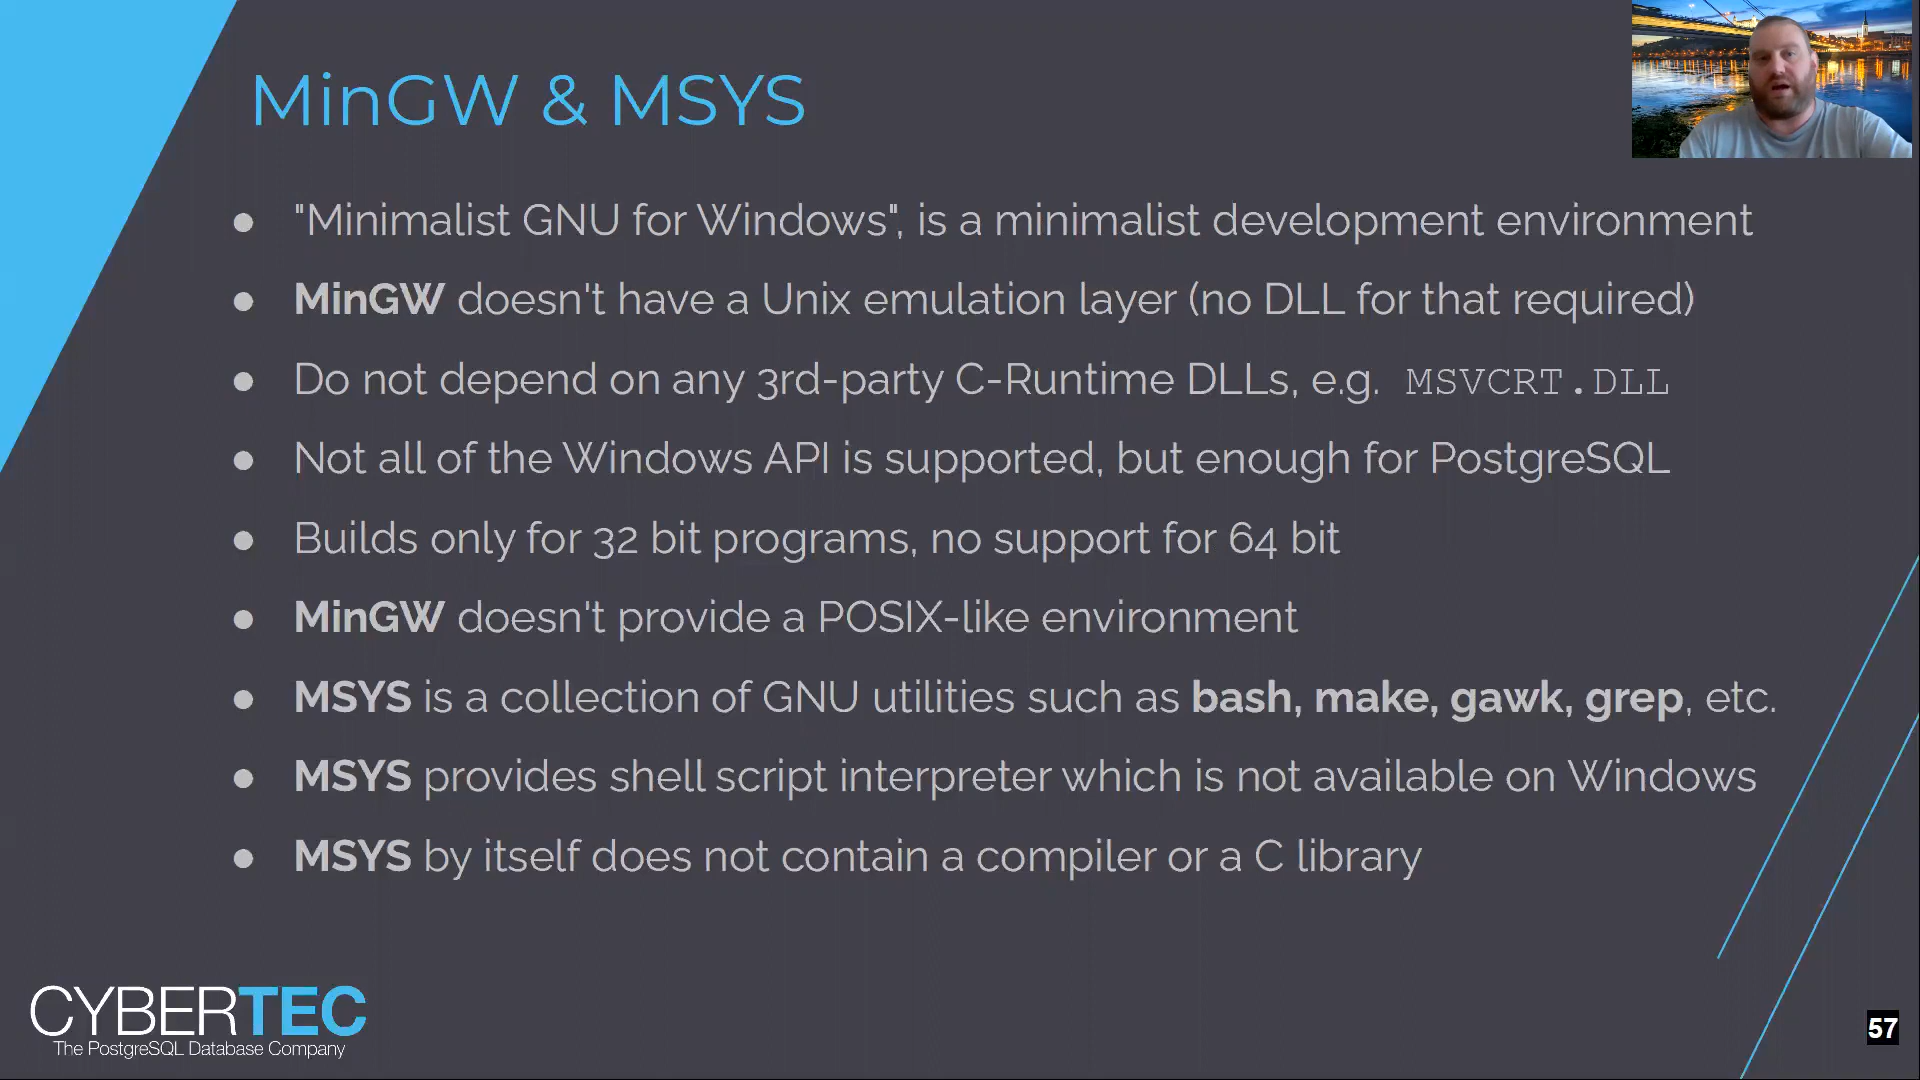 MinGW & MSYS
● "Minimalist GNU for Windows", is a minimalist development environment
● MinGW doesn't have a Unix emulation layer (no DLL for that required)
● Do not depend on any 3rd-party C-Runtime DLLs, e.g. MSVCRT.DLL
● Not all of the Windows API is supported, but enough for PostgreSQL
● Builds only for 32 bit programs, no support for 64 bit
● MinGW doesn't provide a POSIX-like environment
● MSYS is a collection of GNU utilities such as bash, make, gawk, grep, etc.
● MSYS provides shell script interpreter which is not available on Windows
● MSYS by itself does not contain a compiler or a C library
CYBERTEC
The PostgreSQL Database Company
57